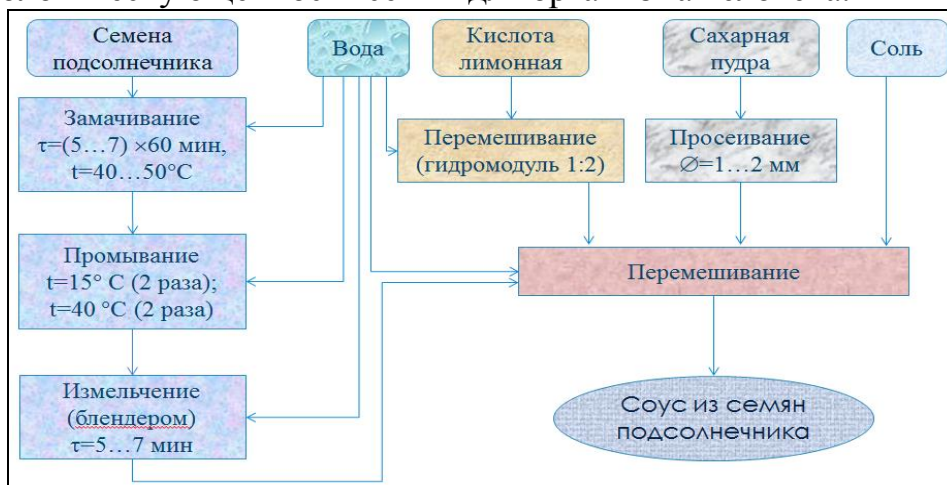 Семена
подсолнечника
Вода
Кислота
лимонная
Сахарная
пудра
Соль
Замачивание
τ=(5…7) ×60 мин,
t=40…50°С
Перемешивание
(гидромодуль 1:2)
Просеивание
∅=1…2 мм
Промывание
t=15° С (2 раза);
t=40 °С (2 раза)
Перемешивание
Измельчение
(блендером)
τ=5…7 мин
Соус из семян
подсолнечника